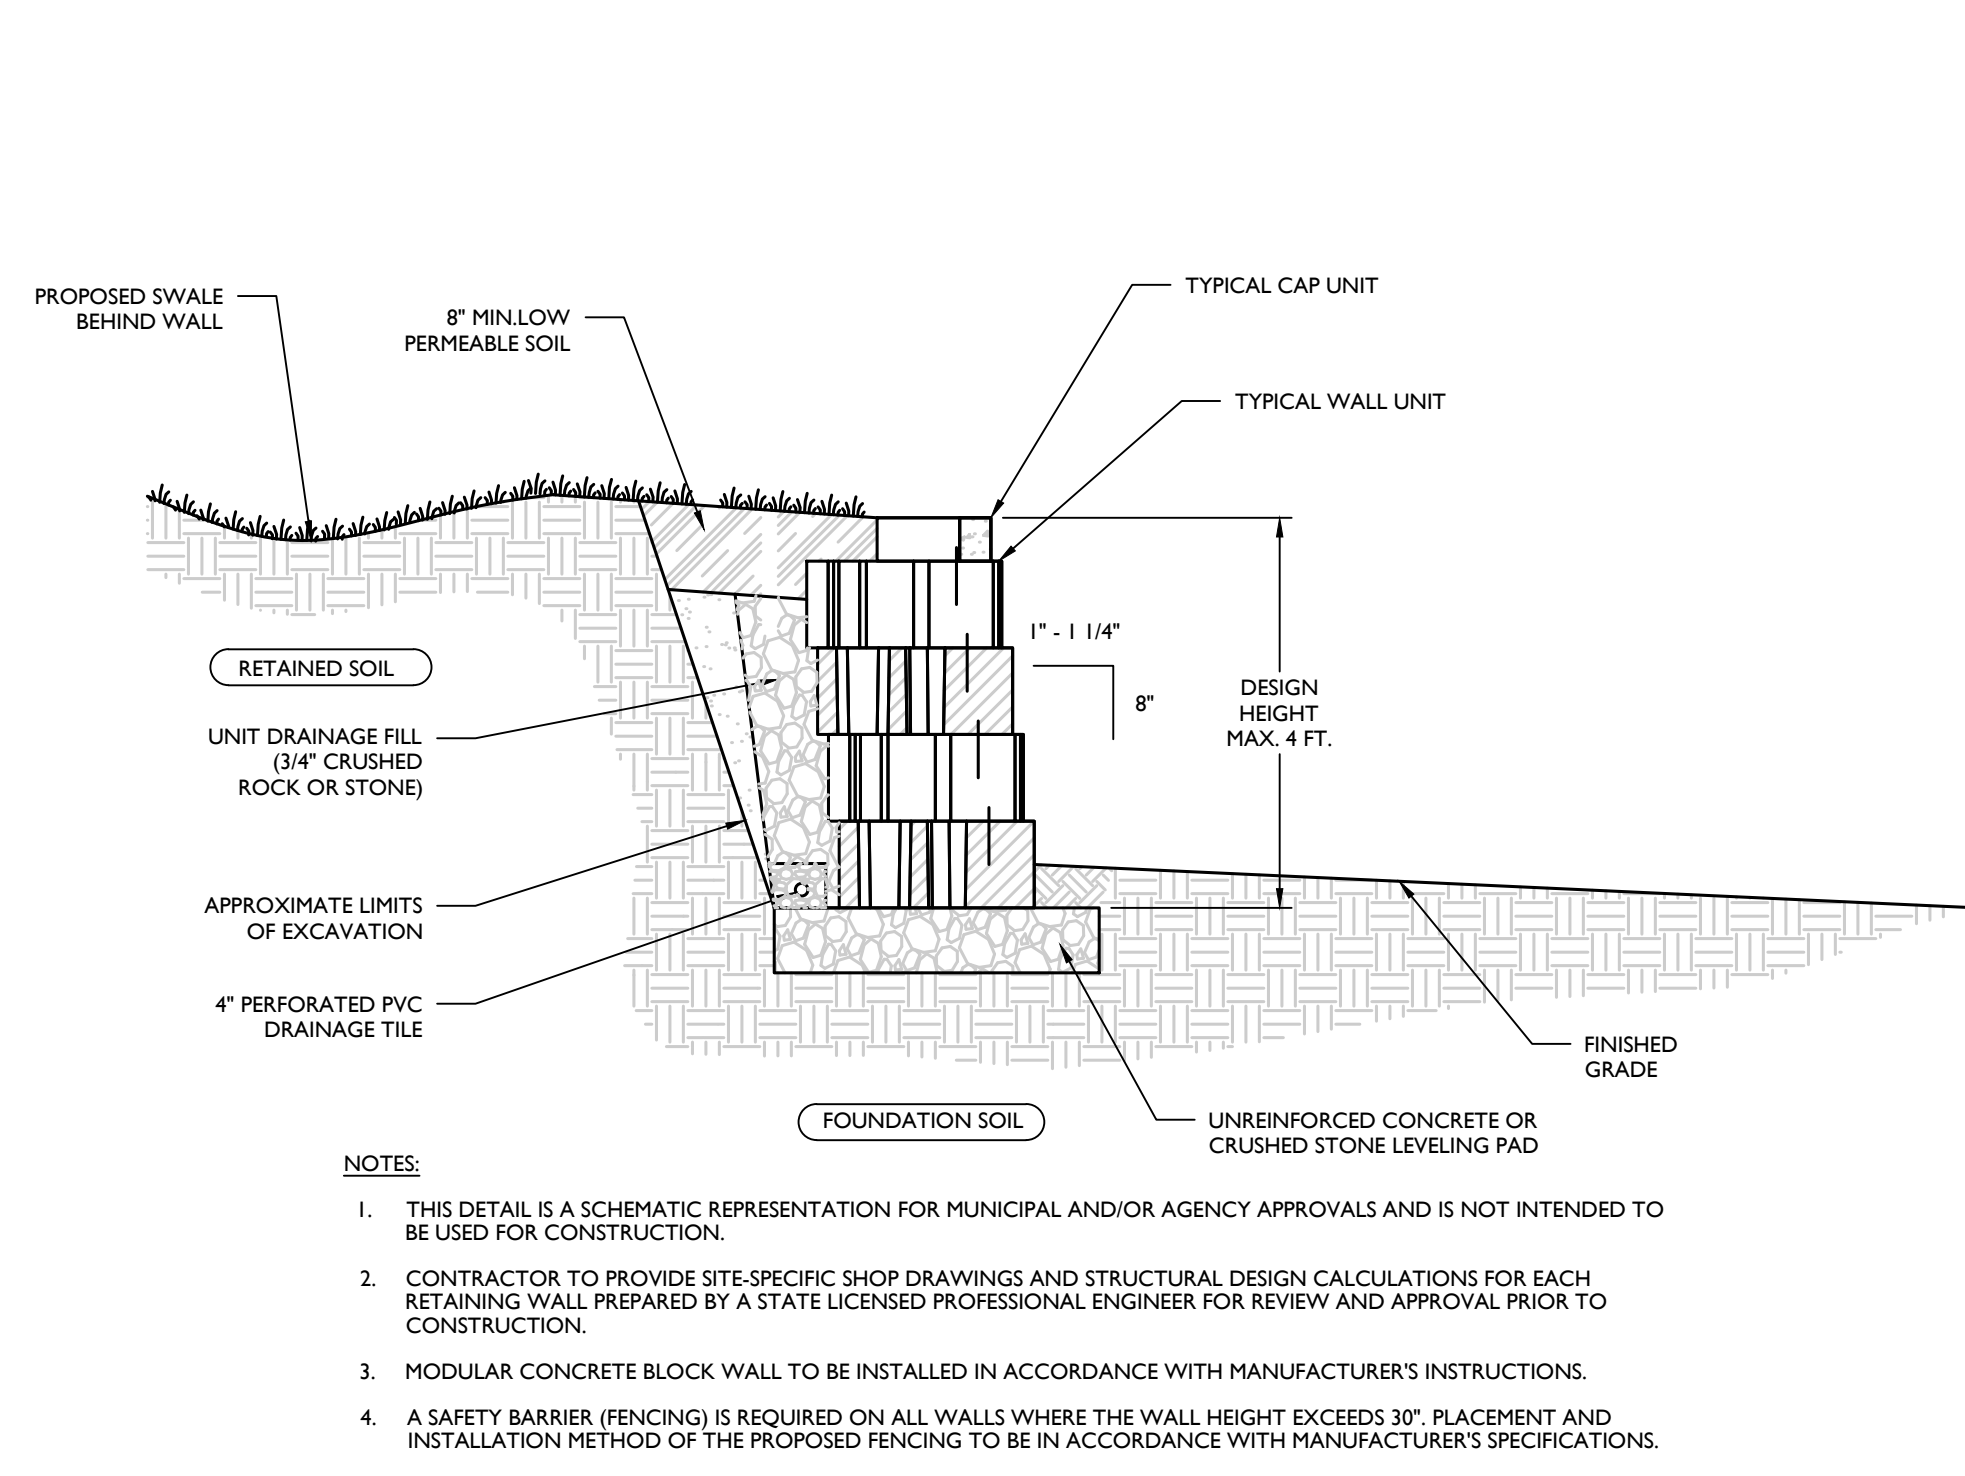 TYPICAL CAP UNIT
PROPOSED SWALE
BEHIND WALL
8" MIN.LOW
PERMEABLE SOIL
TYPICAL WALL UNIT
1" - 1 1/4"
8"
RETAINED SOIL
DESIGN
HEIGHT
MAX. 4 FT.
UNIT DRAINAGE FILL
(3/4" CRUSHED
ROCK OR STONE)
APPROXIMATE LIMITS
OF EXCAVATION
4" PERFORATED PVC
DRAINAGE TILE
FINISHED
GRADE
FOUNDATION SOIL
UNREINFORCED CONCRETE OR
CRUSHED STONE LEVELING PAD
NOTES:
1. THIS DETAIL IS A SCHEMATIC REPRESENTATION FOR MUNICIPAL AND/OR AGENCY APPROVALS AND IS NOT INTENDED TO
BE USED FOR CONSTRUCTION.
2. CONTRACTOR TO PROVIDE SITE-SPECIFIC SHOP DRAWINGS AND STRUCTURAL DESIGN CALCULATIONS FOR EACH
RETAINING WALL PREPARED BY A STATE LICENSED PROFESSIONAL ENGINEER FOR REVIEW AND APPROVAL PRIOR TO
CONSTRUCTION.
3. MODULAR CONCRETE BLOCK WALL TO BE INSTALLED IN ACCORDANCE WITH MANUFACTURER'S INSTRUCTIONS.
4. A SAFETY BARRIER (FENCING) IS REQUIRED ON ALL WALLS WHERE THE WALL HEIGHT EXCEEDS 30". PLACEMENT AND
INSTALLATION METHOD OF THE PROPOSED FENCING TO BE IN ACCORDANCE WITH MANUFACTURER'S SPECIFICATIONS.